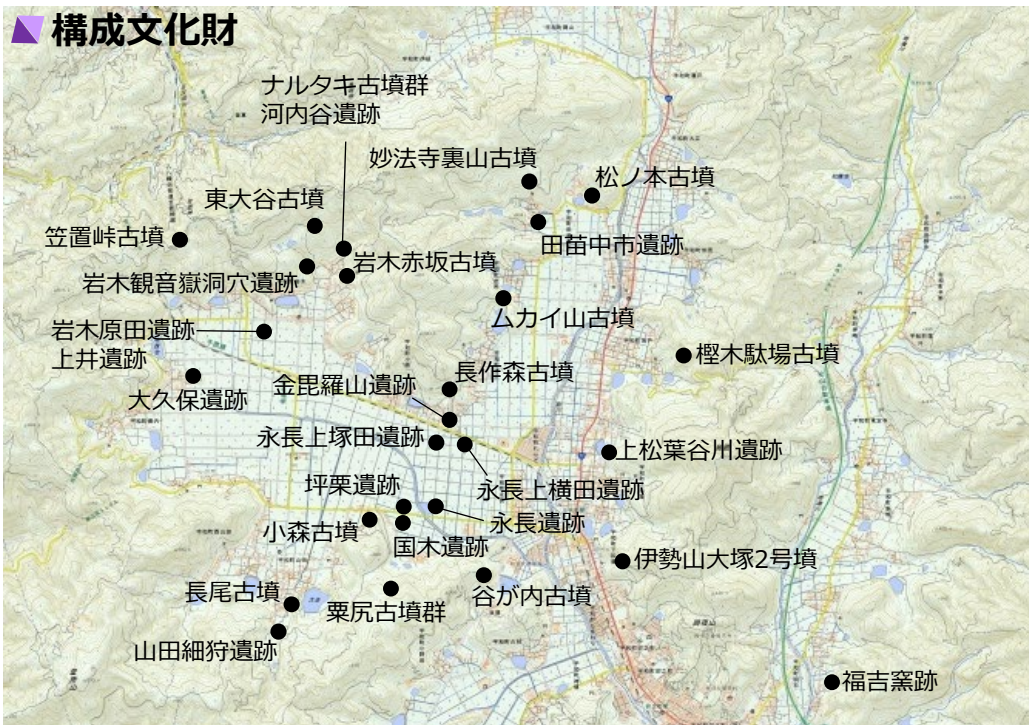 構成文化財
ナルタキ古墳群
河内谷遺跡
妙法寺裏山古墳
松ノ本古墳
東大谷古墳
笠置峠古墳
田苗中市遺跡
岩木赤坂古墳
岩木観音嶽洞穴遺跡
ムカイ山古墳
岩木原田遺跡
上井遺跡
樫木駄場古墳
長作森古墳
金毘羅山遺跡
大久保遺跡
永長上塚田遺跡
上松葉谷川遺跡
坪栗遺跡
永長上横田遺跡
小森古墳
永長遺跡
国木遺跡
伊勢山大塚2号墳
長尾古墳
粟尻古墳群
谷が内古墳
山田細狩遺跡
福吉窯跡